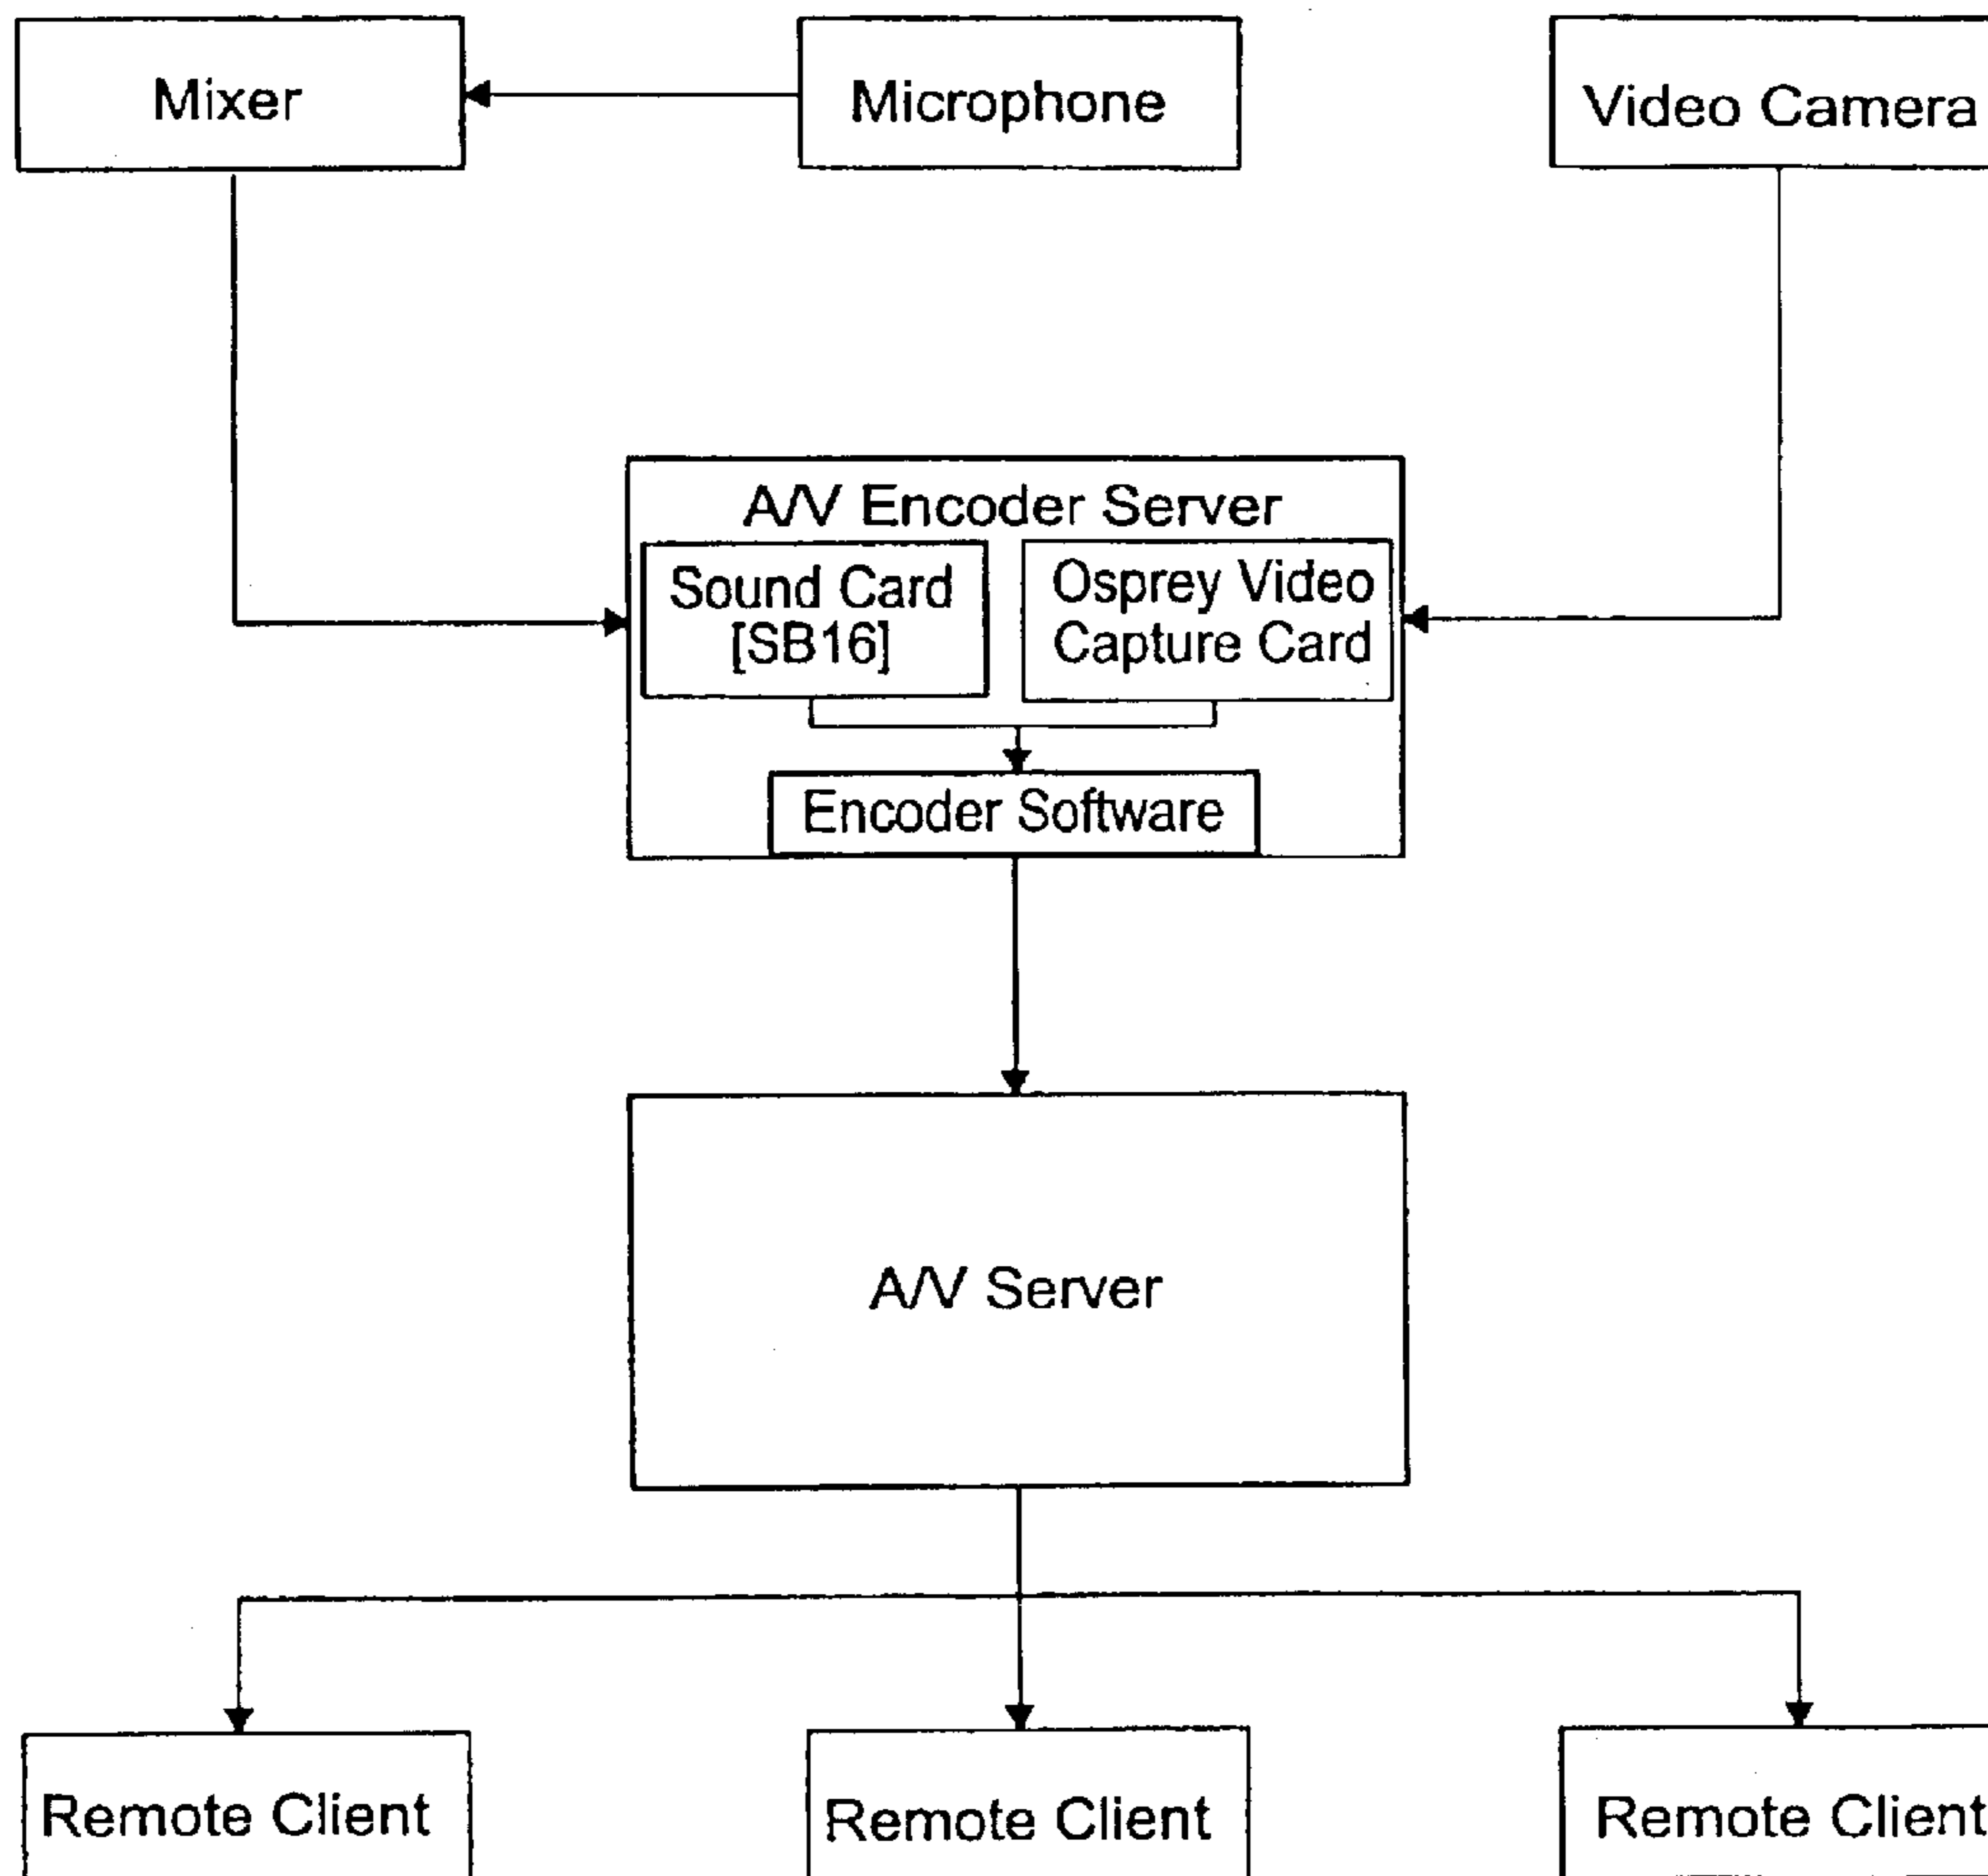 Mixer
Microphone
Video Camera
A/V Encoder Server
Sound Card
[SB16]
Osprey Video
Capture Card
Encoder Software
A/V Server
Remote Client
Remote Client
Remote Client